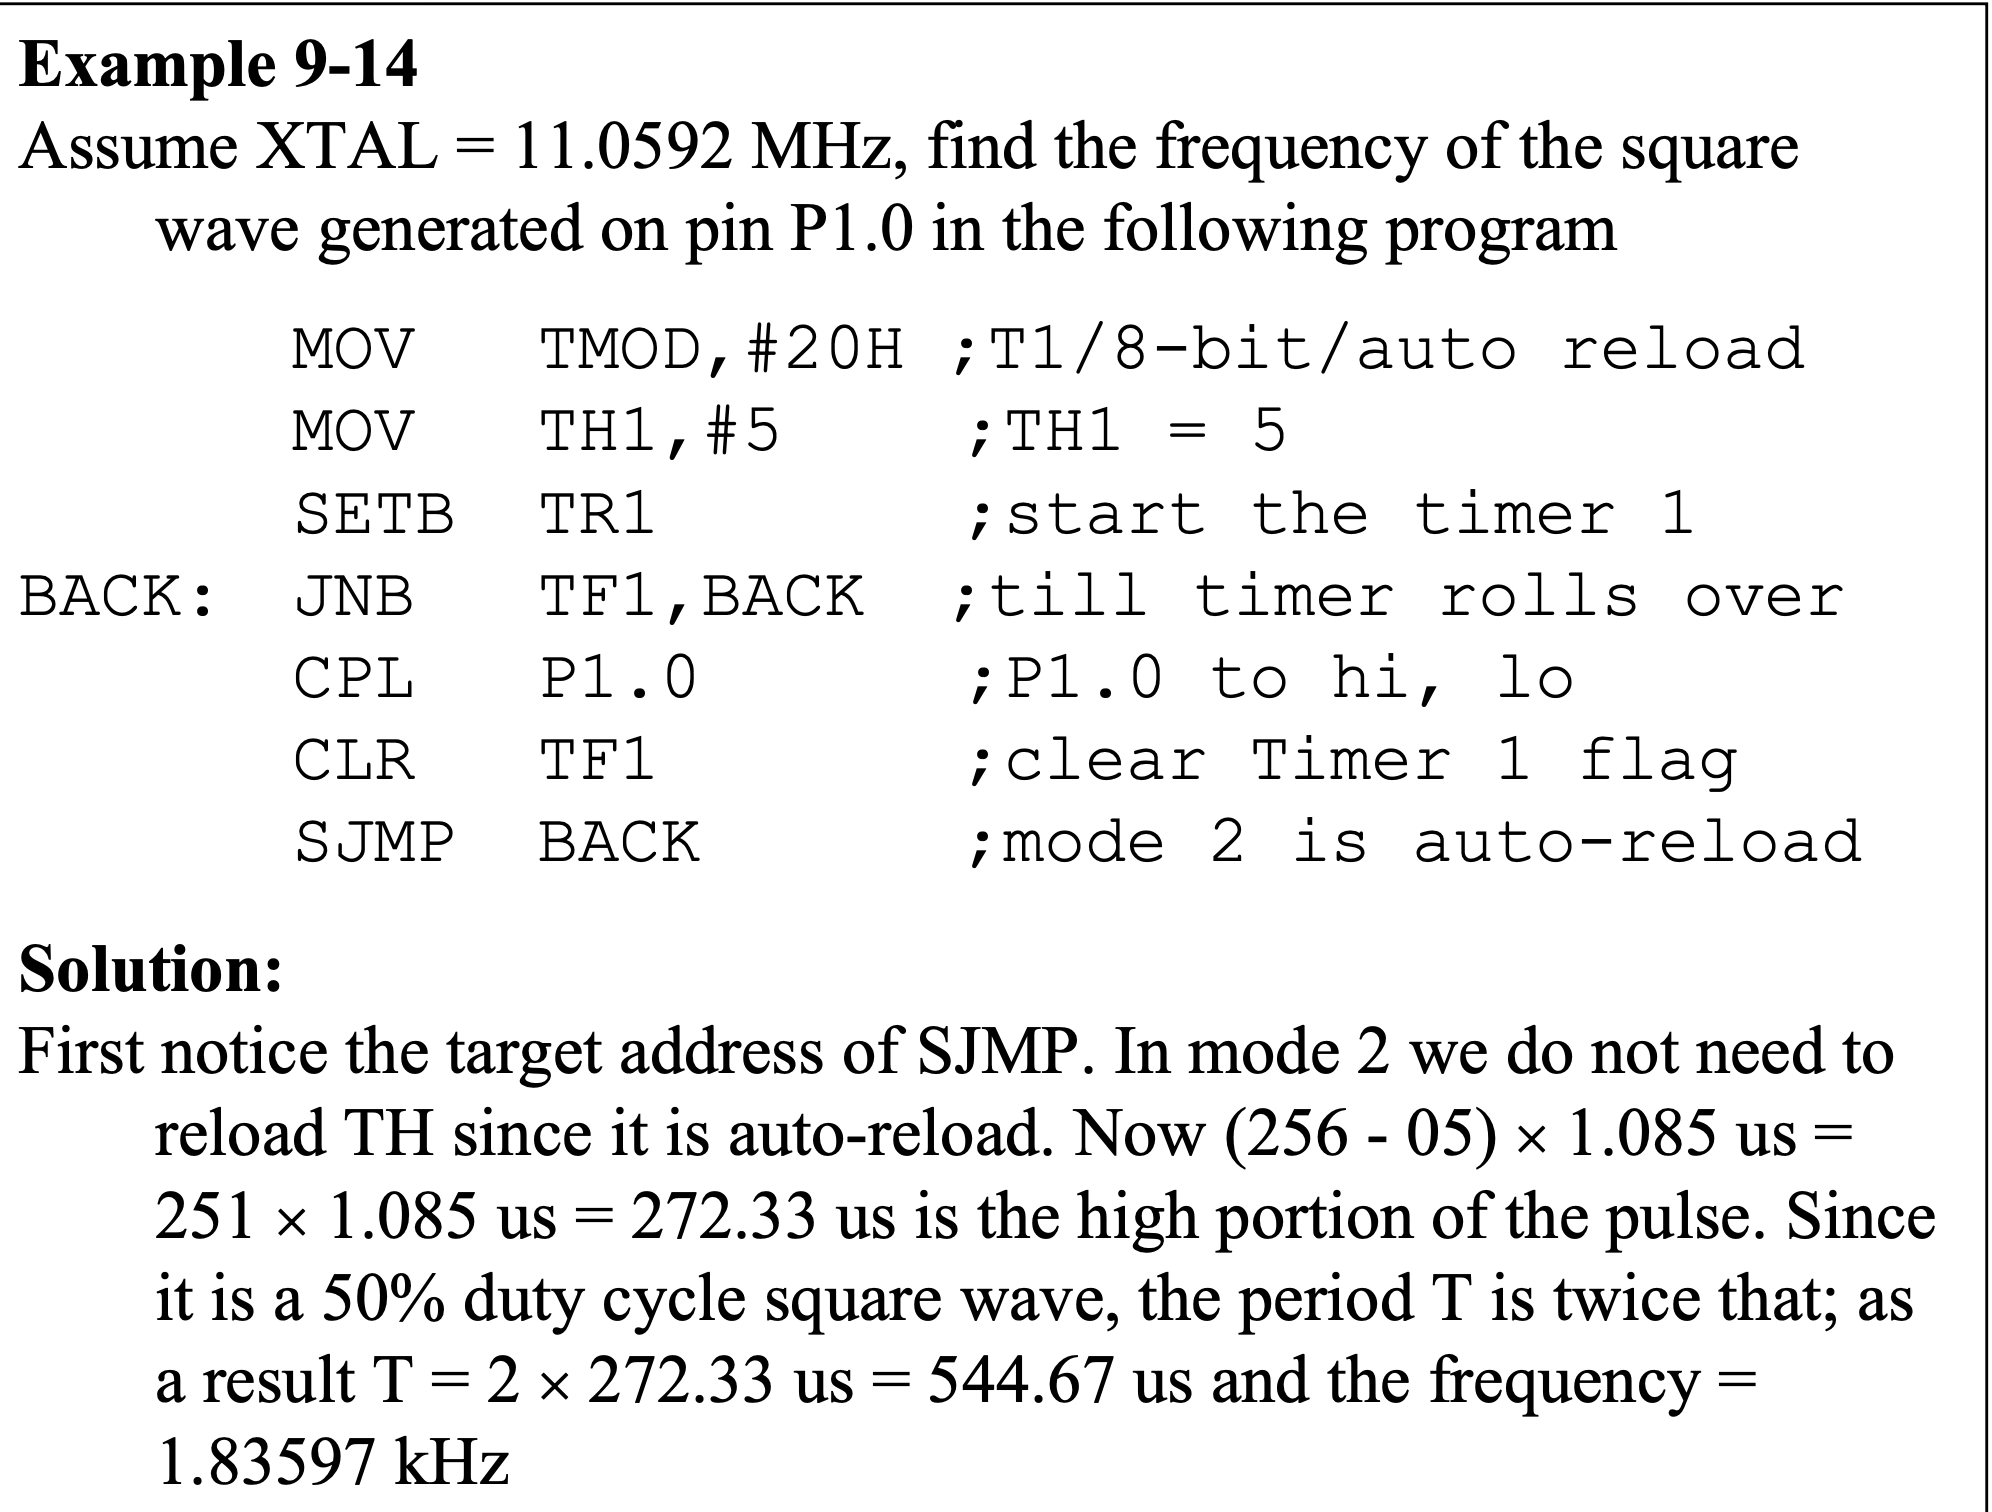 Example 9-14
Assume XTAL = 11.0592 MHz, find the frequency of the square
wave generated on pin P1.0 in the following program
MOV TMOD,#20H ;T1/8-bit/auto reload
MOV TH1,#5 ;TH1 = 5
SETB TR1 ;start the timer 1
BACK: JNB TF1,BACK ;till timer rolls over
CPL P1.0 ;P1.0 to hi, lo
CLR TF1 ;clear Timer 1 flag
SJMP BACK ;mode 2 is auto-reload
Solution:
First notice the target address of SJMP. In mode 2 we do not need to
reload TH since it is auto-reload. Now (256 - 05) × 1.085 us =
251 × 1.085 us = 272.33 us is the high portion of the pulse. Since
it is a 50% duty cycle square wave, the period T is twice that; as
a result T = 2 × 272.33 us = 544.67 us and the frequency =
1.83597 kHz